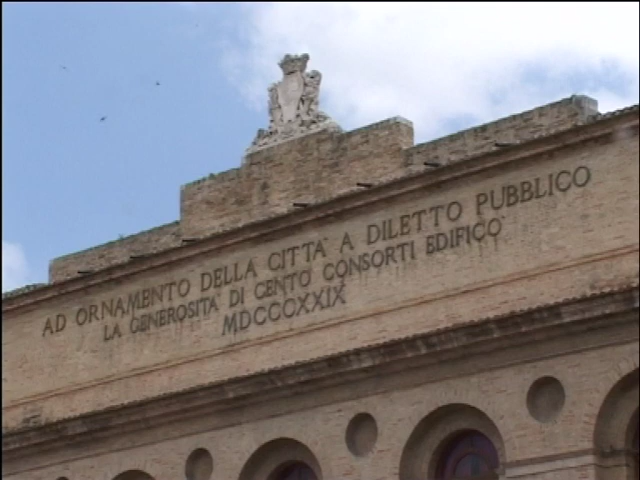 AD ORNAMENTO DELLA CITTA' A DILETTO PUBBLICO
LA GENEROSITA' DI CENTO CONSORTI EDIFICO'
MDCCCXXIX